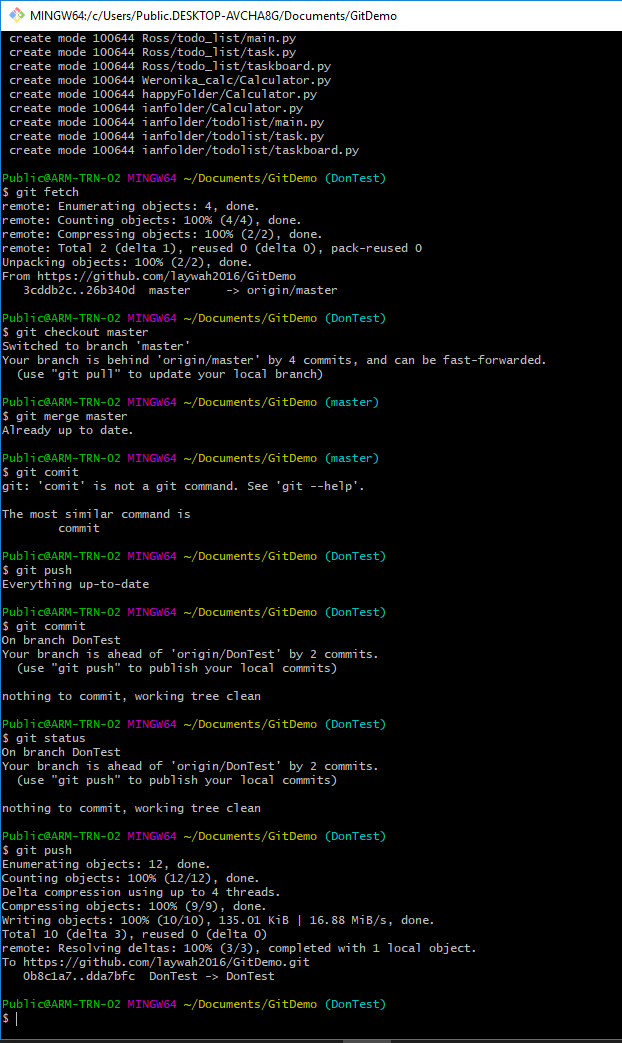 MINGW64:/c/Users/Public.DESKTOP-AVCHA8G/Documents/GitDemo
create mode 100644 Ross/todo_list/main.py
create mode 100644 Ross/todo_list/task.py
create mode 100644 Ross/todo_list/taskboard.py
create mode 100644 Weronika_calc/Calculator.py
create mode 100644 happyFolder/Calculator.py
create mode 100644 ianfolder/Calculator.py
create mode 100644 ianfolder/todolist/main.py
create mode 100644 ianfolder/todolist/task.py
create mode 100644 ianfolder/todolist/taskboard.py
Public@ARM-TRN-02 MINGW64 ~/Documents/GitDemo (DonTest)
$ git fetch
remote: Enumerating objects: 4, done.
remote: Counting objects: 100% (4/4), done.
remote: Compressing objects: 100% (2/2), done.
remote: Total 2 (delta 1), reused 0 (delta 0), pack-reused 0
Unpacking objects: 100% (2/2), done.
From https://github.com/laywah2016/GitDemo
3cddb2c..26b340d  master     -> origin/master
Public@ARM-TRN-02 MINGW64 ~/Documents/GitDemo (DonTest)
$ git checkout master
Switched to branch 'master'
Your branch is behind 'origin/master' by 4 commits, and can be fast-forwarded.
(use "git pull" to update your local branch)
Public@ARM-TRN-02 MINGW64 ~/Documents/GitDemo (master)
$ git merge master
Already up to date.
Public@ARM-TRN-02 MINGW64 ~/Documents/GitDemo (master)
$ git comit
git: 'comit' is not a git command. See 'git --help'.
The most similar command is
commit
Public@ARM-TRN-02 MINGW64 ~/Documents/GitDemo (DonTest)
$ git push
Everything up-to-date
Public@ARM-TRN-02 MINGW64 ~/Documents/GitDemo (DonTest)
$ git commit
On branch DonTest
Your branch is ahead of 'origin/DonTest' by 2 commits.
(use "git push" to publish your local commits)
nothing to commit, working tree clean
Public@ARM-TRN-02 MINGW64 ~/Documents/GitDemo (DonTest)
$ git status
On branch DonTest
Your branch is ahead of 'origin/DonTest' by 2 commits.
(use "git push" to publish your local commits)
nothing to commit, working tree clean
Public@ARM-TRN-02 MINGW64 ~/Documents/GitDemo (DonTest)
$ git push
Enumerating objects: 12, done.
Counting objects: 100% (12/12), done.
Delta compression using up to 4 threads.
Compressing objects: 100% (9/9), done.
Writing objects: 100% (10/10), 135.01 KiB | 16.88 MiB/s, done.
Total 10 (delta 3), reused 0 (delta 0)
remote: Resolving deltas: 100% (3/3), completed with 1 local object.
To https://github.com/laywah2016/GitDemo.git
0b8c1a7..dda7bfc  DonTest -> DonTest
Public@ARM-TRN-02 MINGW64 ~/Documents/GitDemo (DonTest)
$